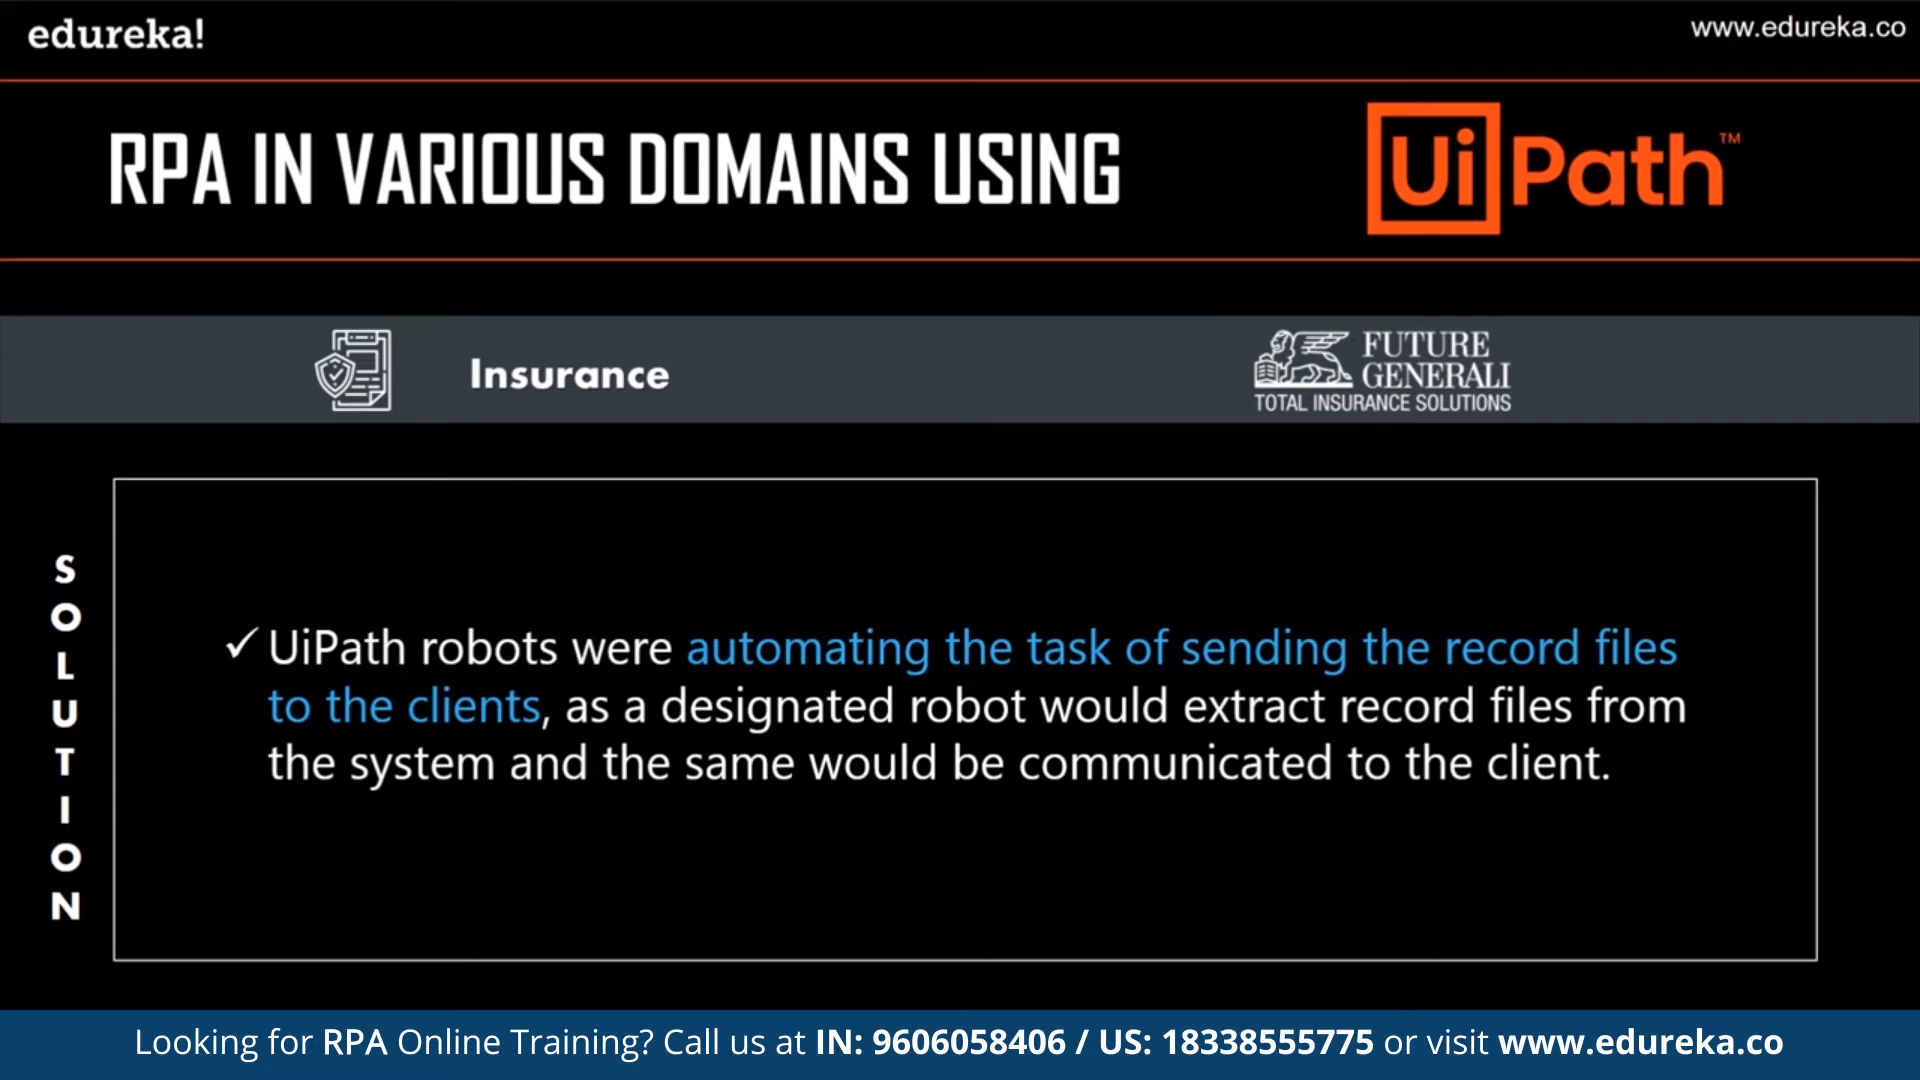 edureka!
www.edureka.co
RPA IN VARIOUS DOMAINS USING
UiPath™
Insurance
FUTURE
GENERALI
TOTAL INSURANCE SOLUTIONS
SOLUTION
✓ UiPath robots were automating the task of sending the record files
to the clients, as a designated robot would extract record files from
the system and the same would be communicated to the client.
Looking for RPA Online Training? Call us at IN: 9606058406 / US: 18338555775 or visit www.edureka.co